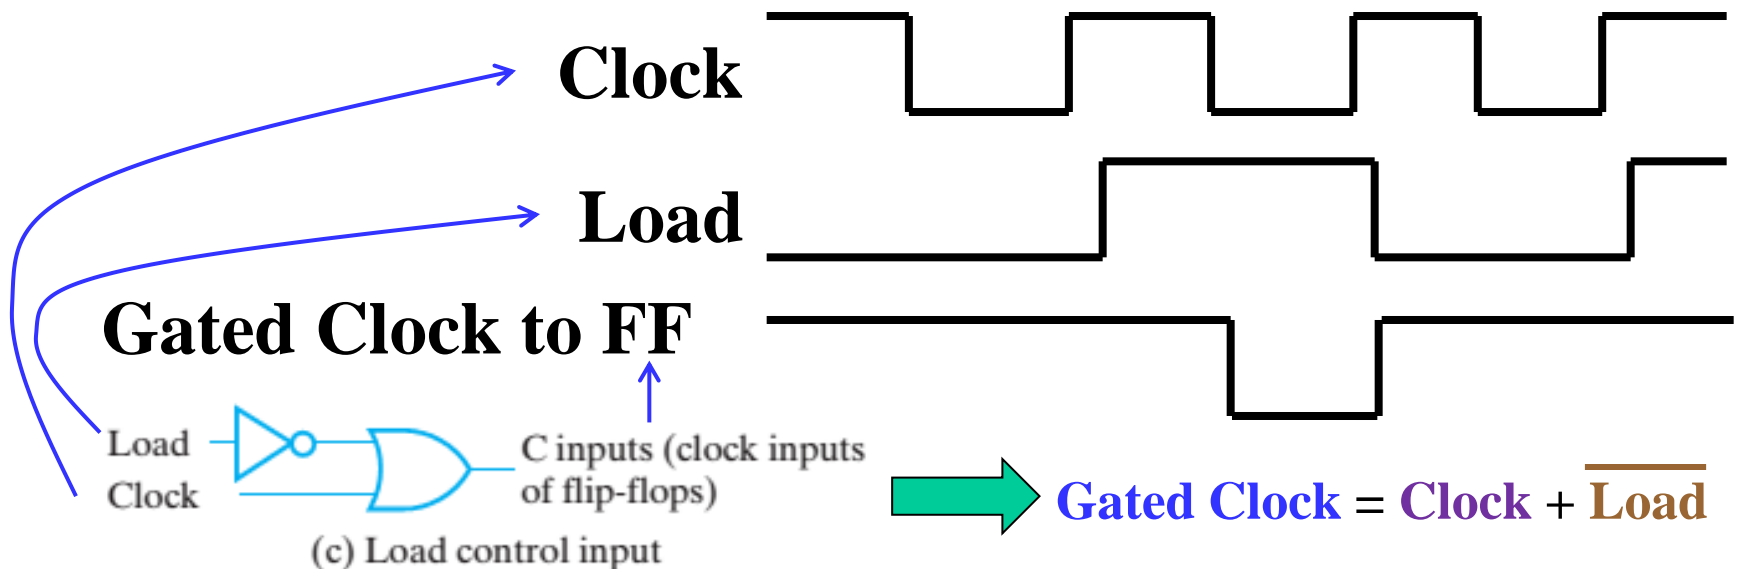 Clock
Load
Gated Clock to FF
Load
Clock
C inputs (clock inputs
of flip-flops)
(c) Load control input
Gated Clock = Clock + L̅o̅a̅d̅